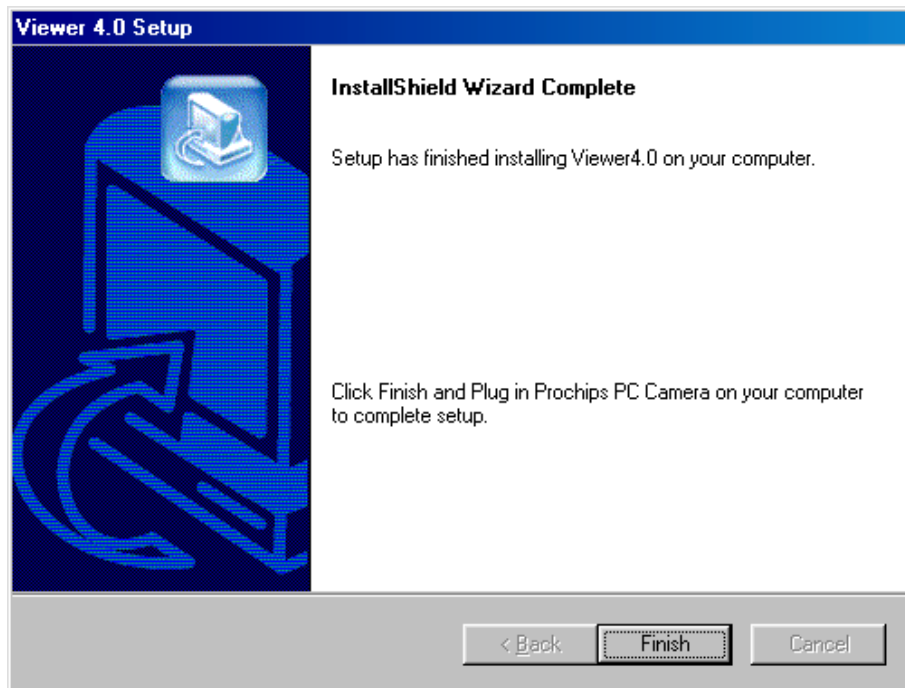 Viewer 4.0 Setup
InstallShield Wizard Complete
Setup has finished installing Viewer4.0 on your computer.
Click Finish and Plug in Prochips PC Camera on your computer
to complete setup.
< Back
Finish
Cancel